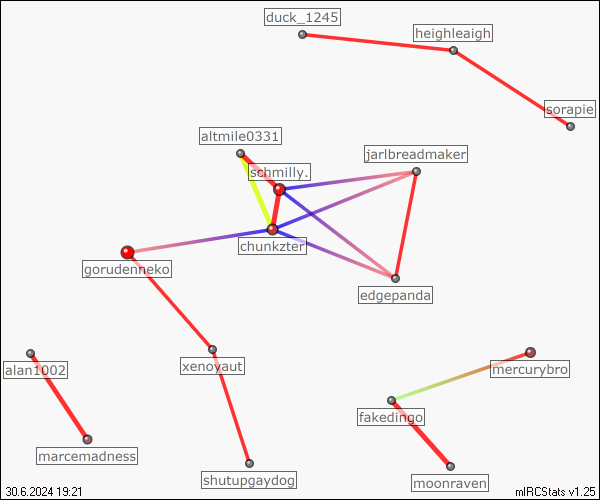 duck_1245
heighleaigh
sorapie
altmile0331
jarlbreadmaker
schmilly.
chunkzter
gorudenneko
edgepanda
alan1002
xenoyaut
mercurybro
fakedingo
marcemadness
shutupgaydog
moonraven
30.6.2024 19:21
mIRCStats v1.25